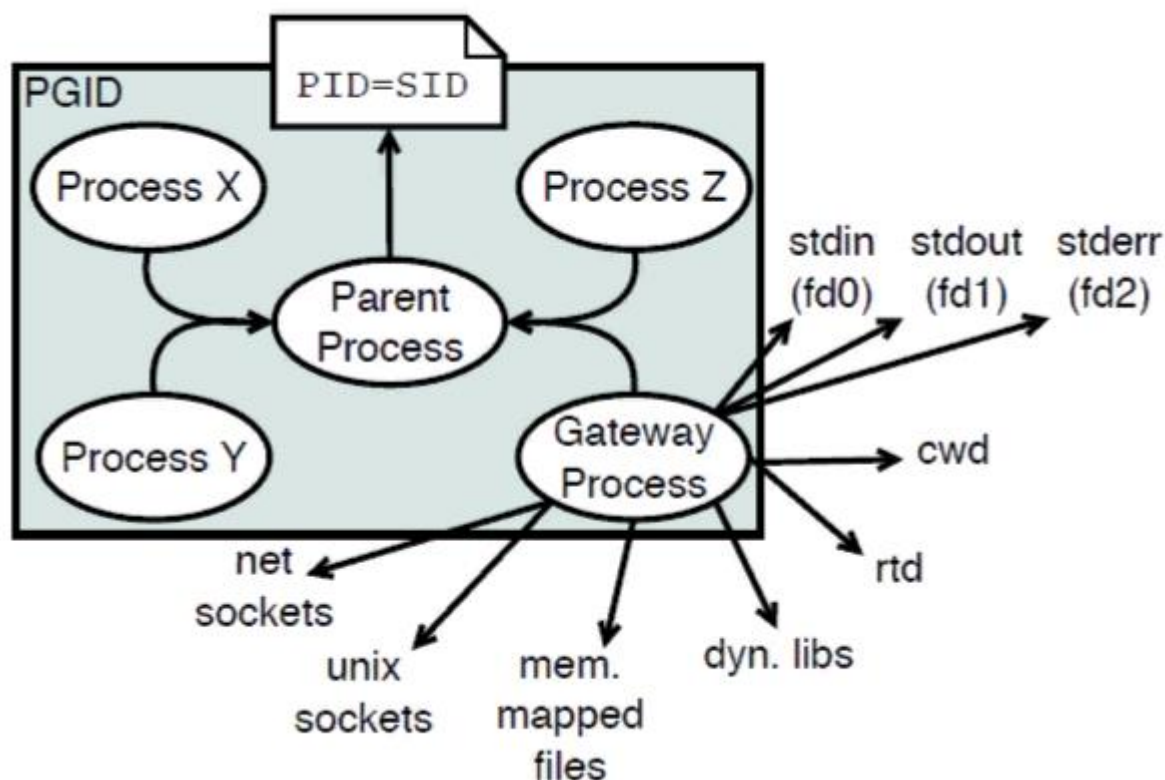 PID=SID
PGID
Process X
Process Z
stdin
(fd0)
stdout
(fd1)
stderr
(fd2)
Parent
Process
Process Y
Gateway
Process
cwd
rtd
net
sockets
unix
sockets
mem.
mapped
files
dyn. libs